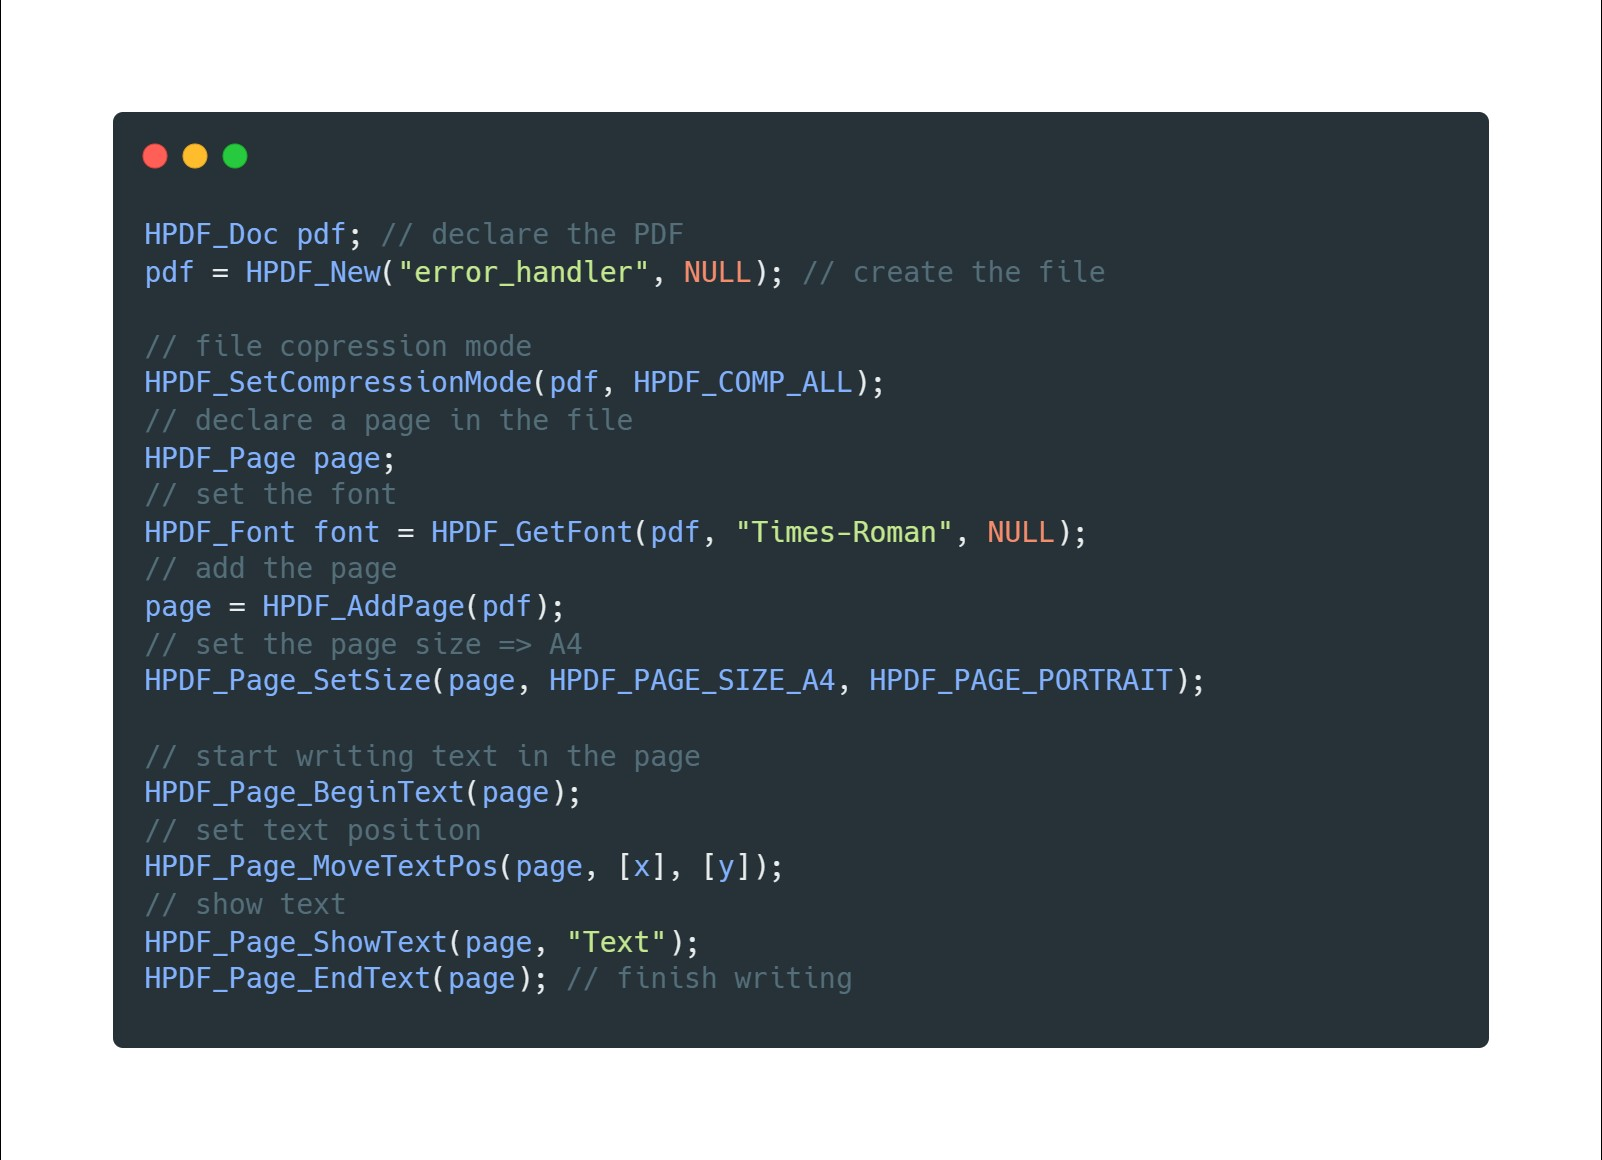 HPDF_Doc pdf; // declare the PDF
pdf = HPDF_New("error_handler", NULL); // create the file
// file copression mode
HPDF_SetCompressionMode(pdf, HPDF_COMP_ALL);
// declare a page in the file
HPDF_Page page;
// set the font
HPDF_Font font = HPDF_GetFont(pdf, "Times-Roman", NULL);
// add the page
page = HPDF_AddPage(pdf);
// set the page size => A4
HPDF_Page_SetSize(page, HPDF_PAGE_SIZE_A4, HPDF_PAGE_PORTRAIT);
// start writing text in the page
HPDF_Page_BeginText(page);
// set text position
HPDF_Page_MoveTextPos(page, [x], [y]);
// show text
HPDF_Page_ShowText(page, "Text");
HPDF_Page_EndText(page); // finish writing